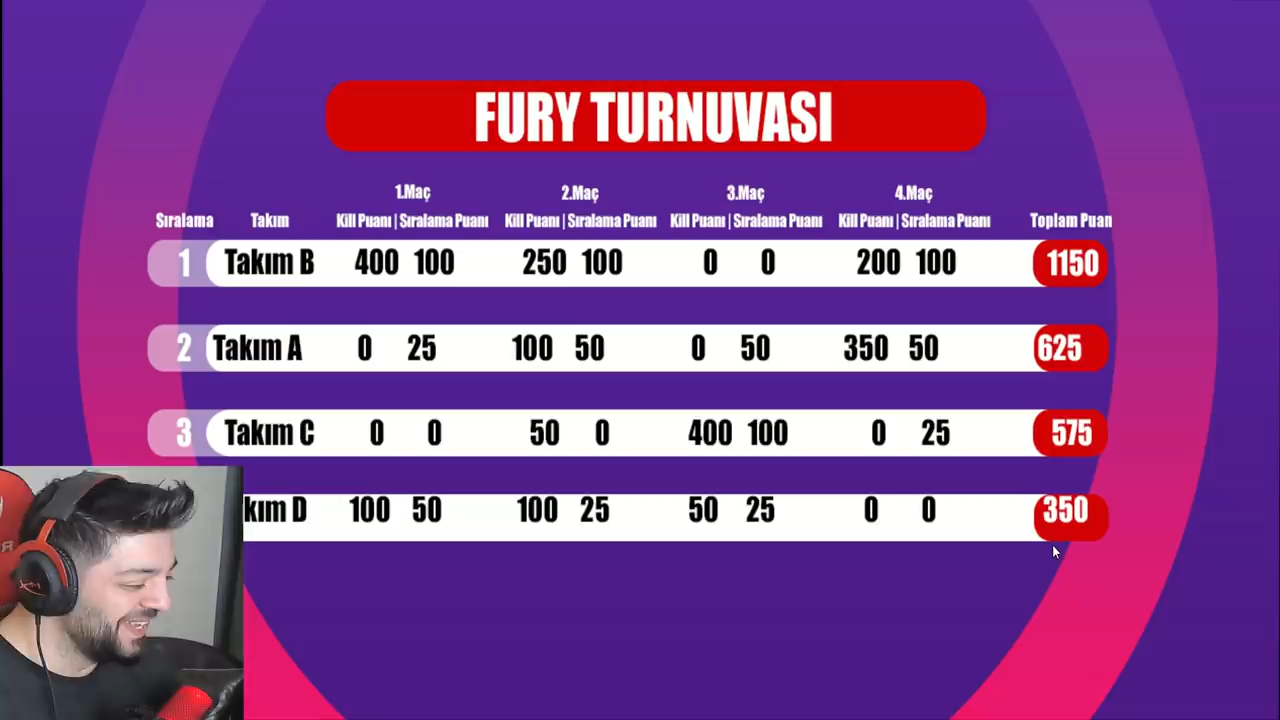 FURY TURNUVASI
1.Maç 2.Maç 3.Maç 4.Maç
Sıralama Takım Kill Puanı | Sıralama Puanı Kill Puanı | Sıralama Puanı Kill Puanı | Sıralama Puanı Kill Puanı | Sıralama Puanı Toplam Puan
1 Takım B 400 100 250 100 0 0 200 100 1150
2 Takım A 0 25 100 50 0 50 350 50 625
3 Takım C 0 0 50 0 400 100 0 25 575
kım D 100 50 100 25 50 25 0 0 350